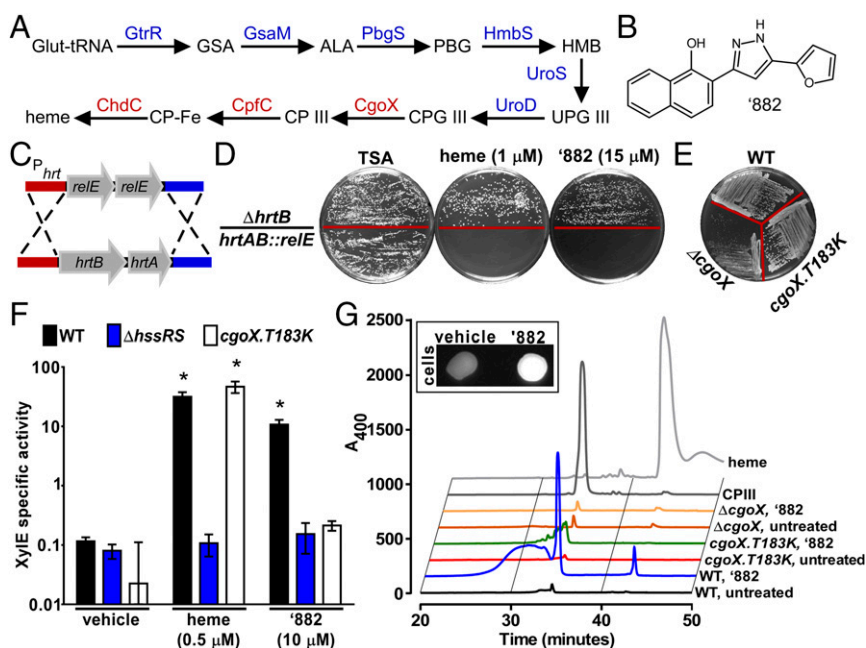 A
Glut-tRNA GtrR GSA GsaM ALA PbgS PBG HmbS HMB
UroS
heme ChdC CP-Fe CpfC CP III CgoX CPG III UroD UPG III
B
OH
N
N
H
O
'882
C
P hrt
relE relE
hrtB hrtA
D
TSA heme (1 μM) '882 (15 μM)
ΔhrtB
hrtAB::relE
E
WT
ΔcgoX
cgoX.T183K
F
WT ΔhssRS cgoX.T183K
XylE specific activity
100
10
1
0.1
0.01
* * *
vehicle heme '882
(0.5 μM) (10 μM)
G
vehicle '882
cells
A400
2500
2000
1500
1000
500
0
heme
CPIII
ΔcgoX, '882
ΔcgoX, untreated
cgoX.T183K, '882
cgoX.T183K, untreated
WT, '882
WT, untreated
20 30 40 50
Time (minutes)